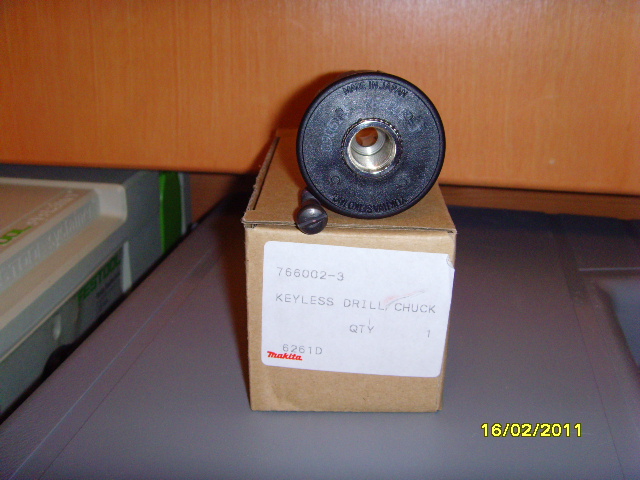 MADE IN JAPAN
766002-3
KEYLESS DRILL CHUCK
QTY 1
6261D
makita
16/02/2011